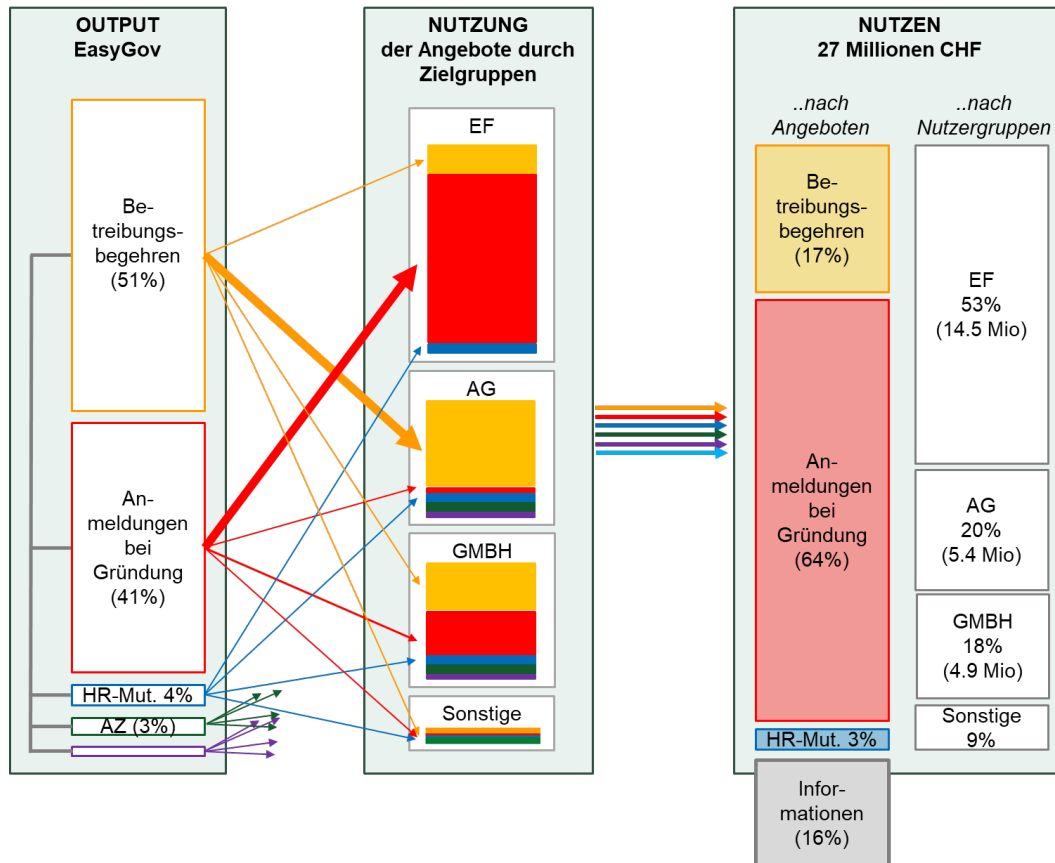 OUTPUT
EasyGov
Be-
treibungs-
begehren
(51%)
An-
meldungen
bei
Gründung
(41%)
HR-Mut. 4%
AZ (3%)
NUTZUNG
der Angebote durch
Zielgruppen
EF
AG
GMBH
Sonstige
NUTZEN
27 Millionen CHF
..nach
Angeboten
Be-
treibungs-
begehren
(17%)
An-
meldungen
bei
Gründung
(64%)
HR-Mut. 3%
Infor-
mationen
(16%)
..nach
Nutzergruppen
EF
53%
(14.5 Mio)
AG
20%
(5.4 Mio)
GMBH
18%
(4.9 Mio)
Sonstige
9%